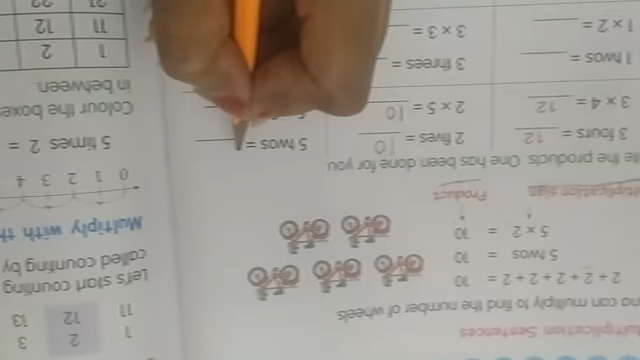 Multiplication Sentences
can multiply to find the number of wheels.
2 + 2 + 2 + 2 + 2 = 10
5 twos = 10
5 × 2 = 10
Multiplication sign Product
the products. One has been done for you
3 fours = 12 2 fives = 10 5 twos =
3 × 4 = 12 2 × 5 = 10
1 twos = 3 threes =
1 × 2 = 3 × 3 =
1 2 3
11 12 13
Let's start counting
called counting by
Multiply with th
0 1 2 3 4
5 times 2 =
Colour the boxe
in between.
1 2
11 12
21 22